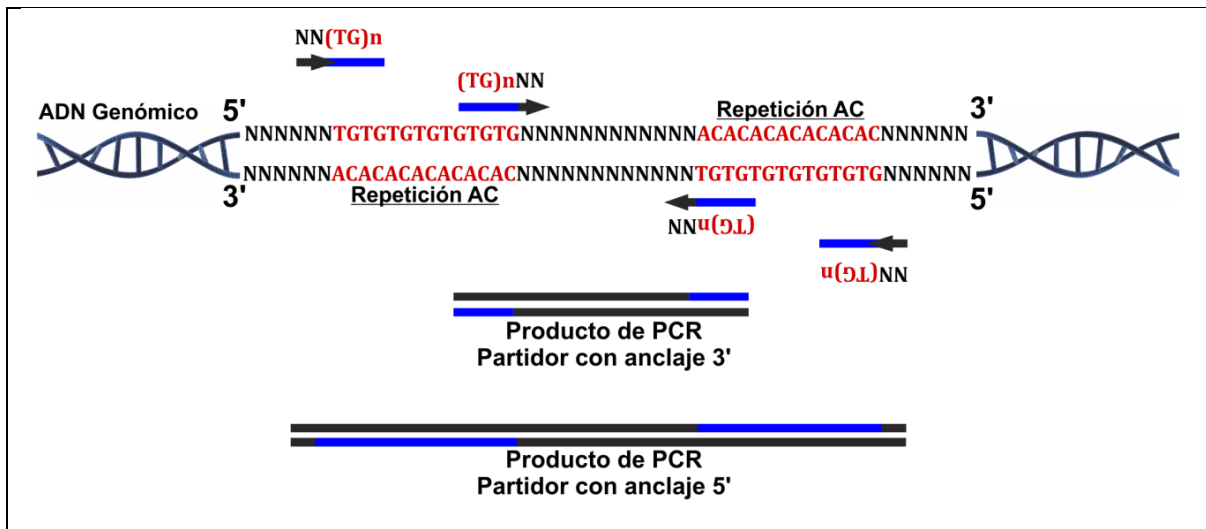 NN(TG)n
(TG)nNN
ADN Genómico
5'
Repetición AC
3'
NNNNNNTGTGTGTGTGTGTGNNNNNNNNNNNNACACACACACACACNNNNNN
NNNNNNACACACACACACACNNNNNNNNNNNNTGTGTGTGTGTGTGNNNNNN
3'
Repetición AC
5'
(TG)nNN
NN(TG)n
Producto de PCR
Partidor con anclaje 3'
Producto de PCR
Partidor con anclaje 5'